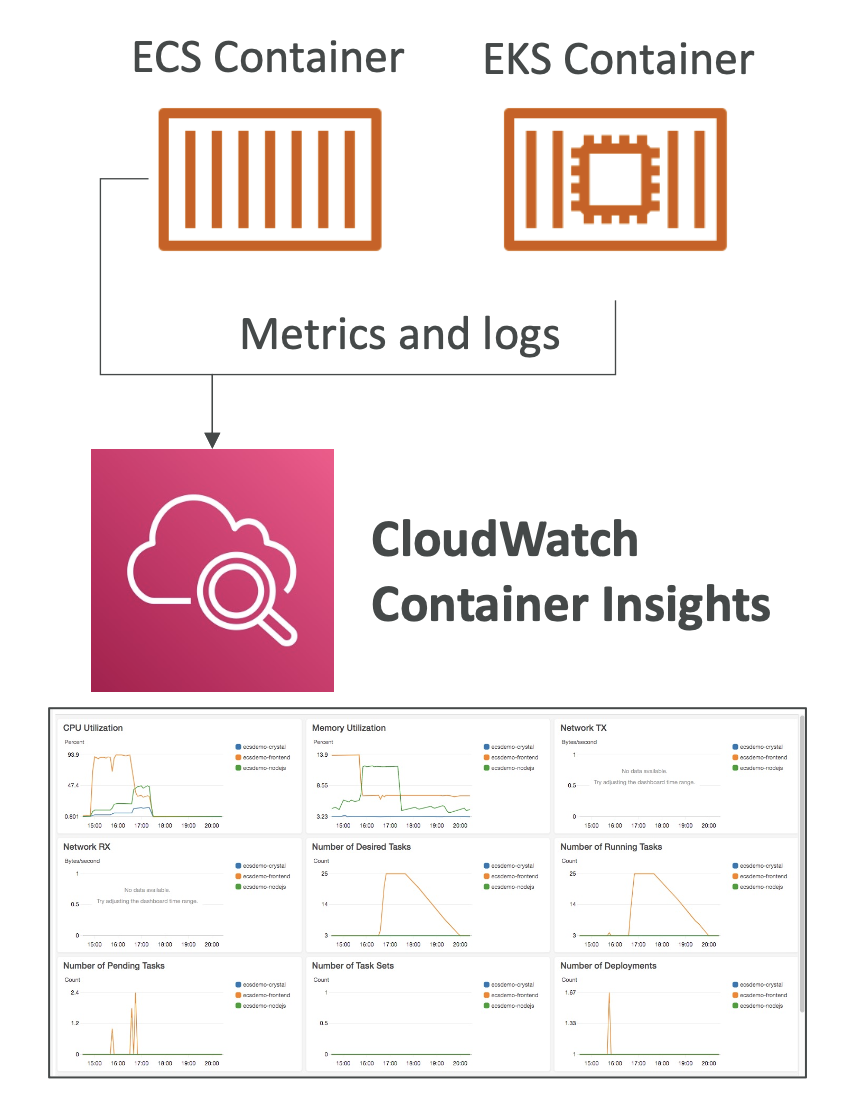 ECS Container
EKS Container
Metrics and logs
CloudWatch
Container Insights
CPU Utilization
Percent
93.9
47.4
0.801
15:00 16:00 17:00 18:00 19:00 20:00
ecsdemo-crystal
ecsdemo-frontend
ecsdemo-nodejs
Memory Utilization
Percent
13.9
8.55
3.23
15:00 16:00 17:00 18:00 19:00 20:00
ecsdemo-crystal
ecsdemo-frontend
ecsdemo-nodejs
Network TX
Bytes/second
1
0.5
0
No data available.
Try adjusting the dashboard time range.
15:00 16:00 17:00 18:00 19:00 20:00
ecsdemo-crystal
ecsdemo-frontend
ecsdemo-nodejs
Network RX
Bytes/second
1
0.5
0
No data available.
Try adjusting the dashboard time range.
15:00 16:00 17:00 18:00 19:00 20:00
ecsdemo-crystal
ecsdemo-frontend
ecsdemo-nodejs
Number of Desired Tasks
Count
25
14
3
15:00 16:00 17:00 18:00 19:00 20:00
ecsdemo-crystal
ecsdemo-frontend
ecsdemo-nodejs
Number of Running Tasks
Count
25
14
3
15:00 16:00 17:00 18:00 19:00 20:00
ecsdemo-crystal
ecsdemo-frontend
ecsdemo-nodejs
Number of Pending Tasks
Count
2.4
1.2
0
15:00 16:00 17:00 18:00 19:00 20:00
ecsdemo-crystal
ecsdemo-frontend
ecsdemo-nodejs
Number of Task Sets
Count
1
0.5
0
15:00 16:00 17:00 18:00 19:00 20:00
ecsdemo-crystal
ecsdemo-frontend
ecsdemo-nodejs
Number of Deployments
Count
1.67
1.33
1
15:00 16:00 17:00 18:00 19:00 20:00
ecsdemo-crystal
ecsdemo-frontend
ecsdemo-nodejs